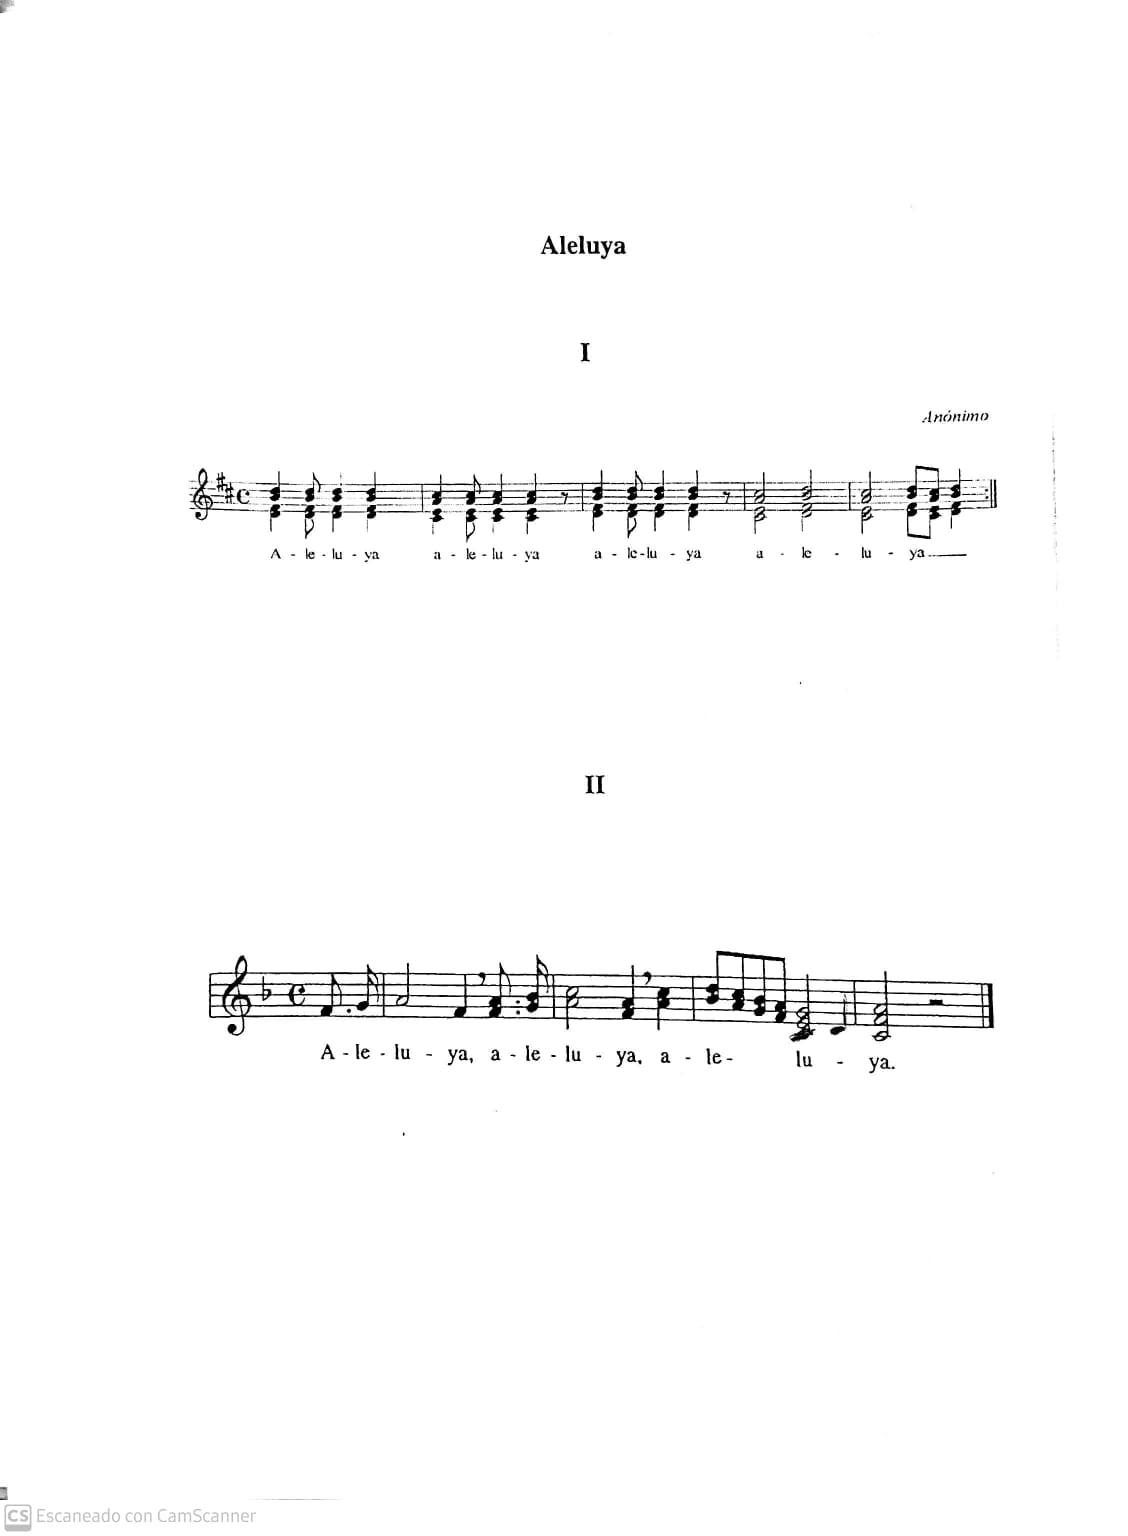 Aleluya
I
Anónimo
A - le - lu - ya a - le - lu - ya a - le - lu - ya a - le - lu - ya
II
A - le - lu - ya, a - le - lu - ya, a - le - lu - ya.
CS Escaneado con CamScanner